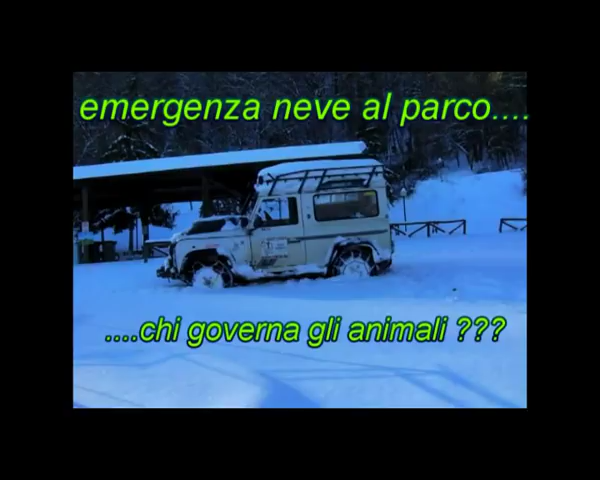 emergenza neve al parco....
....chi governa gli animali ???